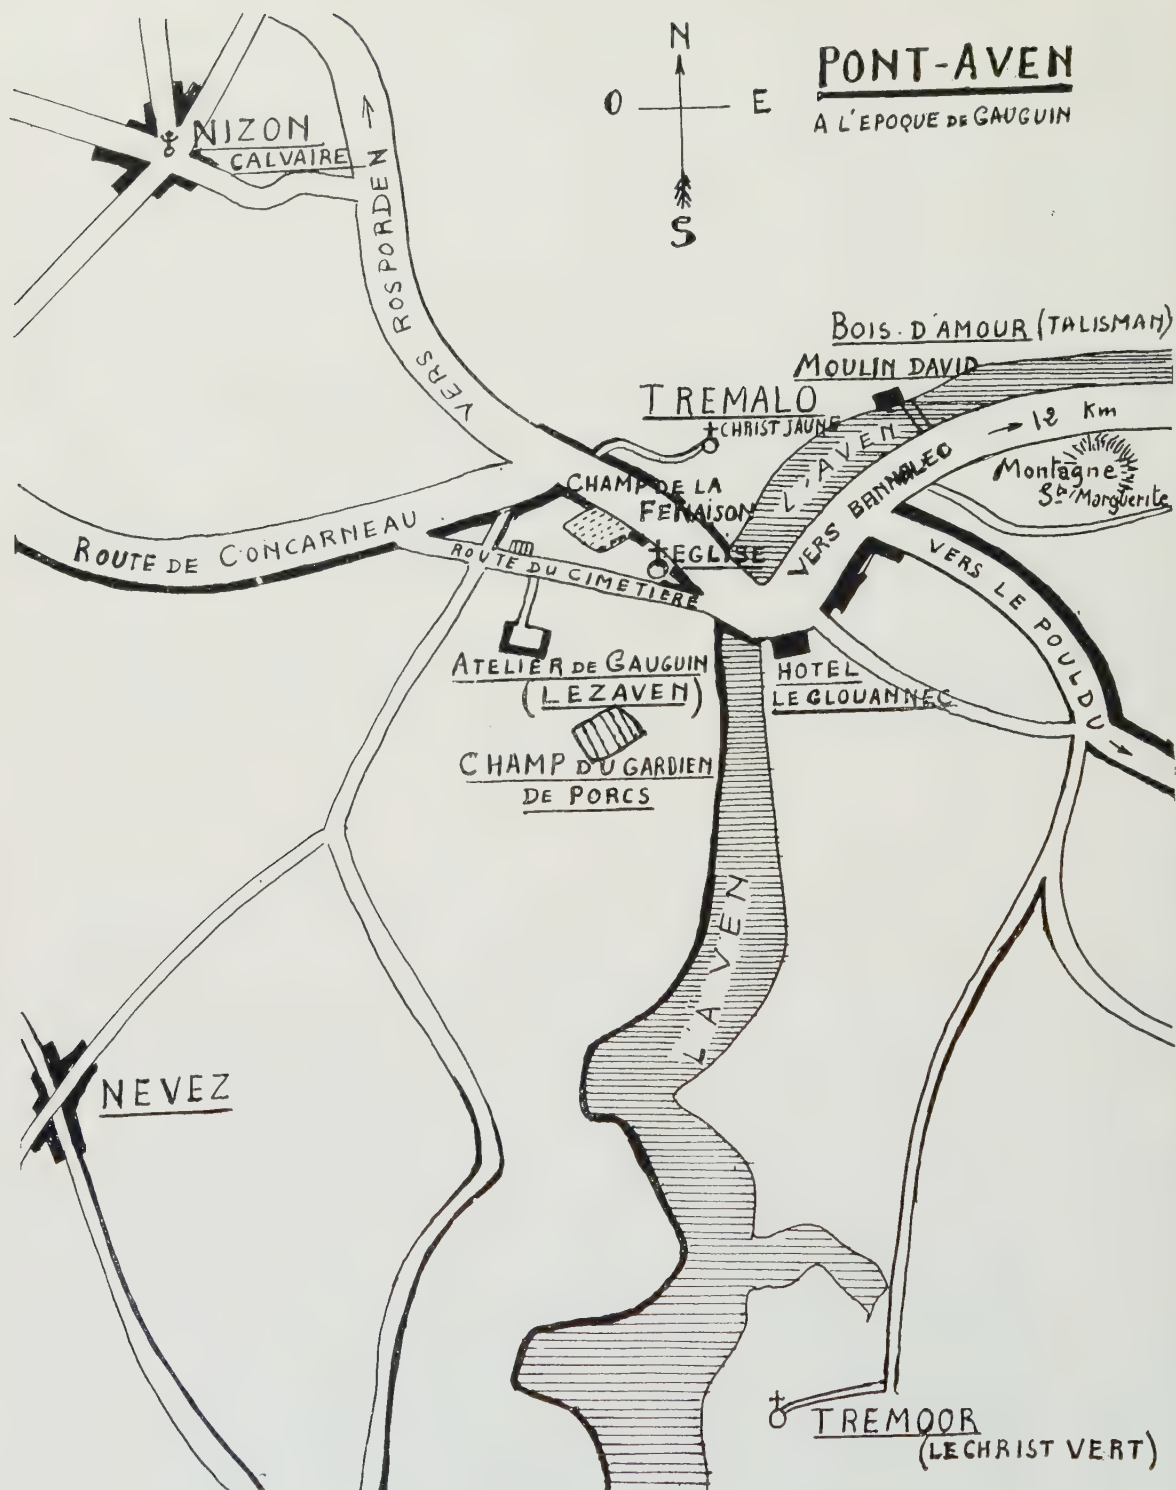 N
O E
S
PONT-AVEN
A L'EPOQUE DE GAUGUIN
NIZON
CALVAIRE
VERS ROSPORDEN
BOIS-D'AMOUR (TALISMAN)
MOULIN DAVID
TREMALO
CHRIST JAUNE
L'AVEN
VERS BANNALEC
12 Km
Montagne
Ste Marguerite
CHAMP DE LA
FENAISON
EGLISE
ROUTE DE CONCARNEAU
ROUTE DU CIMETIERE
VERS LE POULDU
ATELIER DE GAUGUIN
(LEZAVEN)
HOTEL
LE GLOUANNEC
CHAMP DU GARDIEN
DE PORCS
L'AVEN
NEVEZ
TREMOOR
(LE CHRIST VERT)